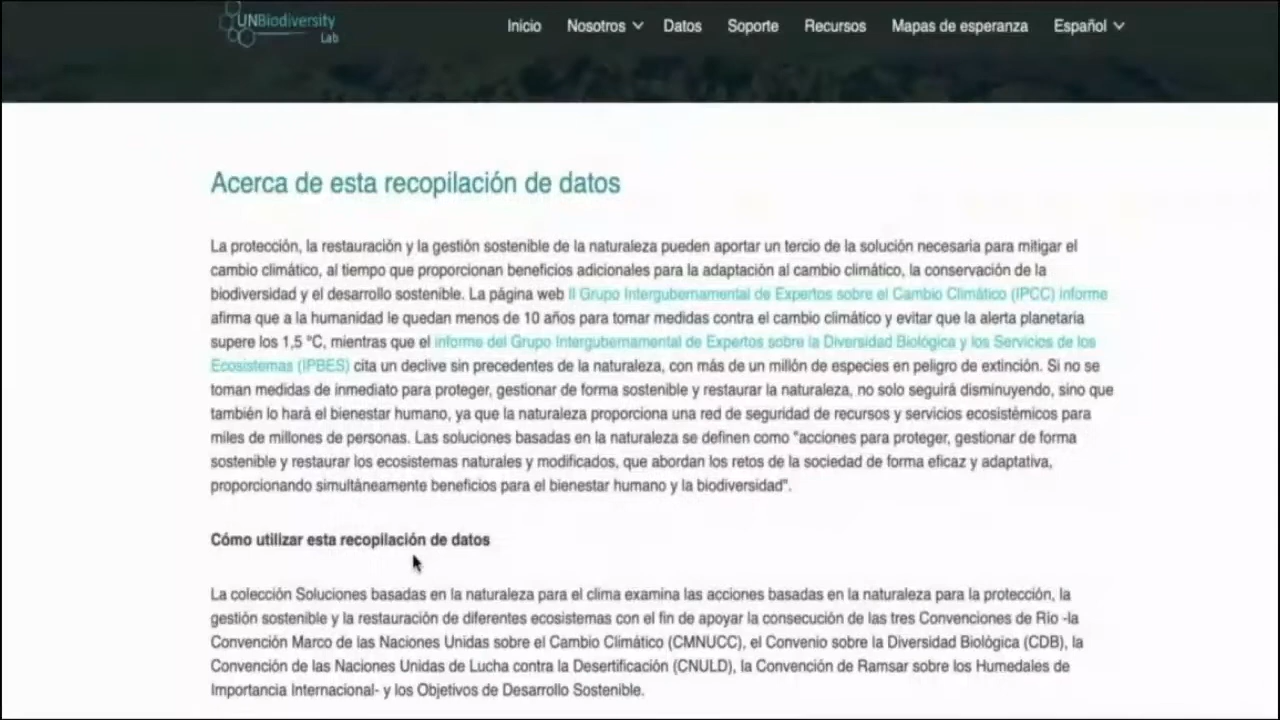 UNBiodiversity
Lab
Inicio Nosotros Datos Soporte Recursos Mapas de esperanza Español
Acerca de esta recopilación de datos
La protección, la restauración y la gestión sostenible de la naturaleza pueden aportar un tercio de la solución necesaria para mitigar el
cambio climático, al tiempo que proporcionan beneficios adicionales para la adaptación al cambio climático, la conservación de la
biodiversidad y el desarrollo sostenible. La página web Il Grupo Intergubernamental de Expertos sobre el Cambio Climático (IPCC) informe
afirma que a la humanidad le quedan menos de 10 años para tomar medidas contra el cambio climático y evitar que la alerta planetaria
supere los 1,5 °C, mientras que el informe del Grupo Intergubernamental de Expertos sobre la Diversidad Biológica y los Servicios de los
Ecosistemas (IPBES) cita un declive sin precedentes de la naturaleza, con más de un millón de especies en peligro de extinción. Si no se
toman medidas de inmediato para proteger, gestionar de forma sostenible y restaurar la naturaleza, no solo seguirá disminuyendo, sino que
también lo hará el bienestar humano, ya que la naturaleza proporciona una red de seguridad de recursos y servicios ecosistémicos para
miles de millones de personas. Las soluciones basadas en la naturaleza se definen como "acciones para proteger, gestionar de forma
sostenible y restaurar los ecosistemas naturales y modificados, que abordan los retos de la sociedad de forma eficaz y adaptativa,
proporcionando simultáneamente beneficios para el bienestar humano y la biodiversidad".
Cómo utilizar esta recopilación de datos
La colección Soluciones basadas en la naturaleza para el clima examina las acciones basadas en la naturaleza para la protección, la
gestión sostenible y la restauración de diferentes ecosistemas con el fin de apoyar la consecución de las tres Convenciones de Río -la
Convención Marco de las Naciones Unidas sobre el Cambio Climático (CMNUCC), el Convenio sobre la Diversidad Biológica (CDB), la
Convención de las Naciones Unidas de Lucha contra la Desertificación (CNULD), la Convención de Ramsar sobre los Humedales de
Importancia Internacional- y los Objetivos de Desarrollo Sostenible.